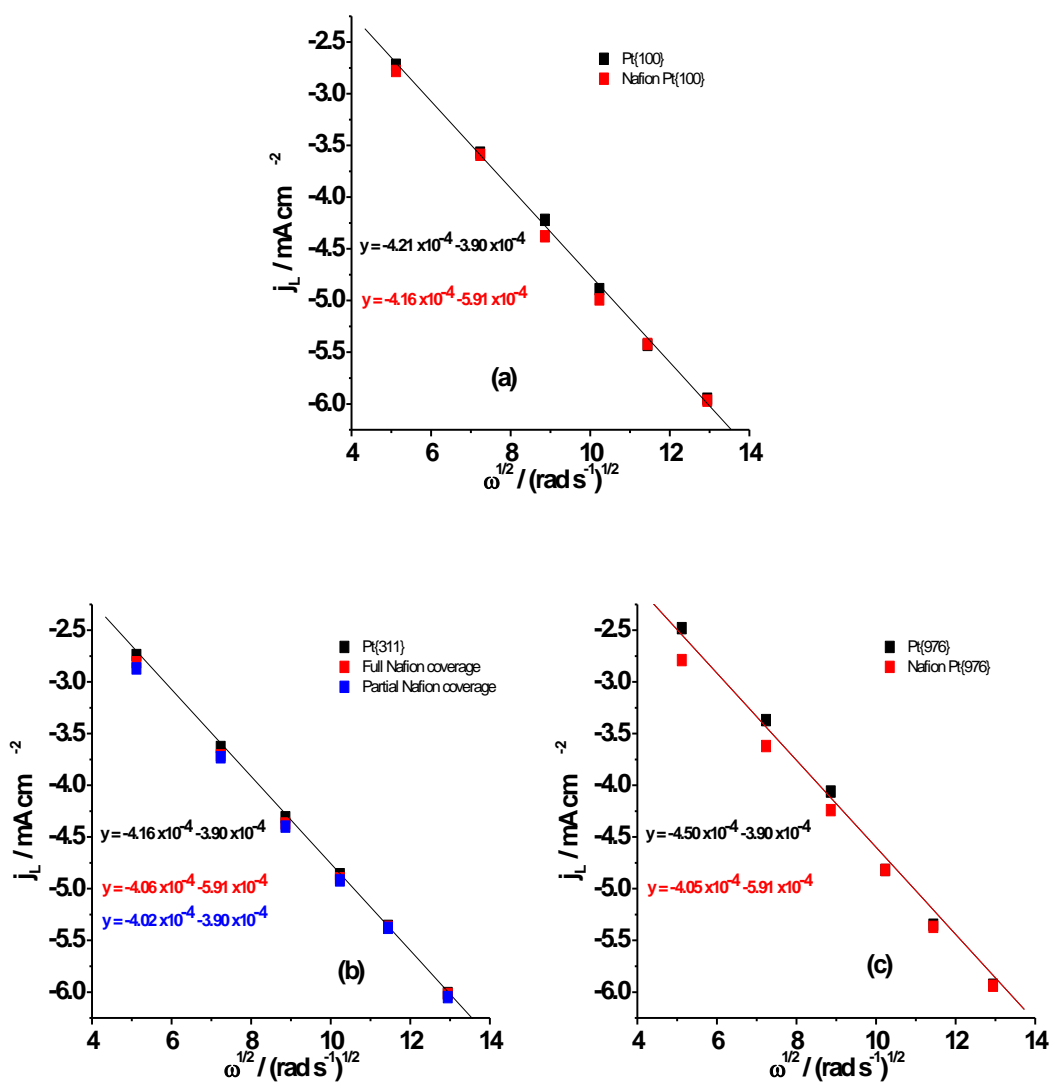 -2.5
-3.0
-3.5
-4.0
-4.5
-5.0
-5.5
-6.0
j_L / mA cm ^-2
Pt{100}
Nafion Pt{100}
y = -4.21 x10^-4 -3.90 x10^-4
y = -4.16 x10^-4 -5.91 x10^-4
(a)
4 6 8 10 12 14
ω^1/2 / (rad s^-1)^1/2
-2.5
-3.0
-3.5
-4.0
-4.5
-5.0
-5.5
-6.0
j_L / mA cm ^-2
Pt{311}
Full Nafion coverage
Partial Nafion coverage
y = -4.16 x10^-4 -3.90 x10^-4
y = -4.06 x10^-4 -5.91 x10^-4
y = -4.02 x10^-4 -3.90 x10^-4
(b)
4 6 8 10 12 14
ω^1/2 / (rad s^-1)^1/2
-2.5
-3.0
-3.5
-4.0
-4.5
-5.0
-5.5
-6.0
j_L / mA cm ^-2
Pt{976}
Nafion Pt{976}
y = -4.50 x10^-4 -3.90 x10^-4
y = -4.05 x10^-4 -5.91 x10^-4
(c)
4 6 8 10 12 14
ω^1/2 / (rad s^-1)^1/2